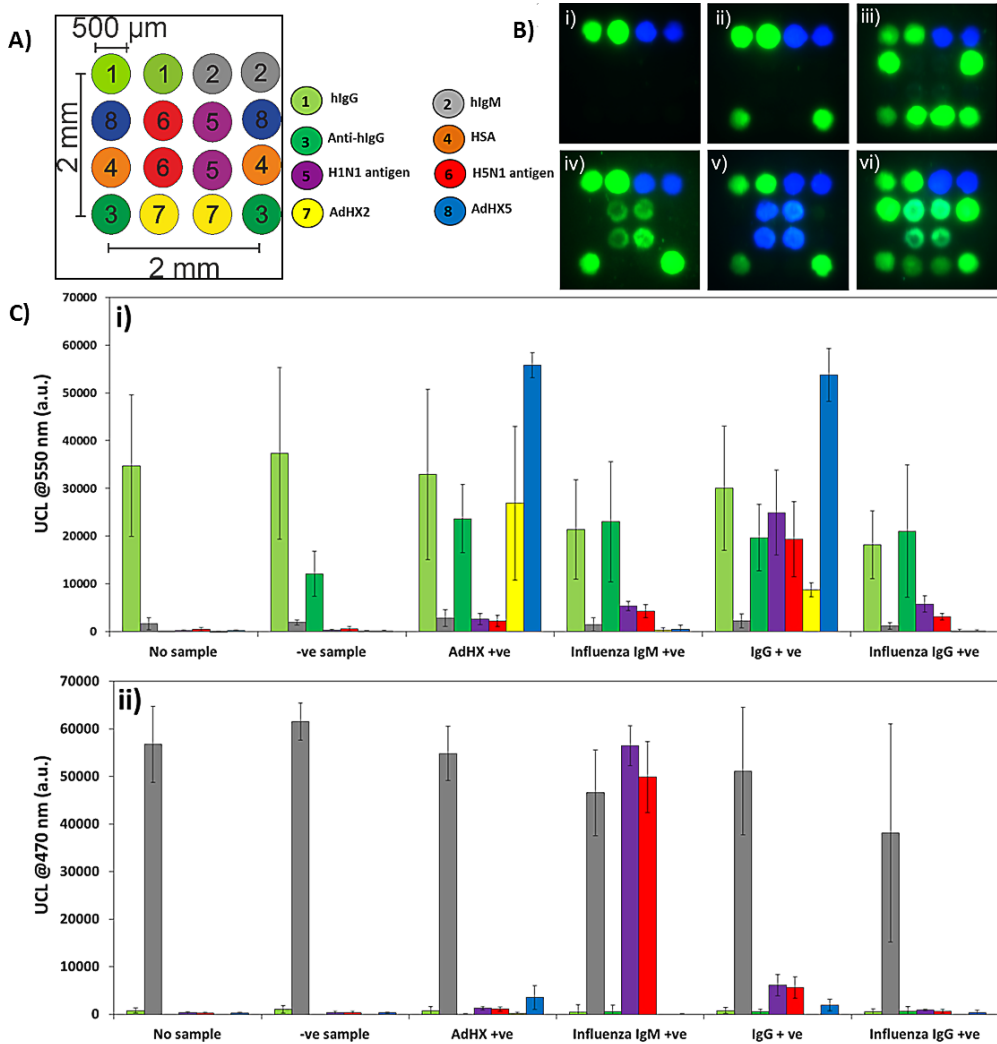 A)
500 µm
1 1 2 2
8 6 5 8
4 6 5 4
3 7 7 3
2 mm
2 mm
1 hIgG
2 hIgM
3 Anti-hIgG
4 HSA
5 H1N1 antigen
6 H5N1 antigen
7 AdHX2
8 AdHX5
B)
i)
ii)
iii)
iv)
v)
vi)
C)
i)
UCL @550 nm (a.u.)
70000
60000
50000
40000
30000
20000
10000
0
No sample
-ve sample
AdHX +ve
Influenza IgM +ve
IgG + ve
Influenza IgG +ve
ii)
UCL @470 nm (a.u.)
70000
60000
50000
40000
30000
20000
10000
0
No sample
-ve sample
AdHX +ve
Influenza IgM +ve
IgG + ve
Influenza IgG +ve